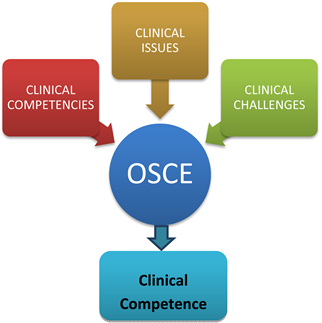 CLINICAL
ISSUES
CLINICAL
COMPETENCIES
CLINICAL
CHALLENGES
OSCE
Clinical
Competence